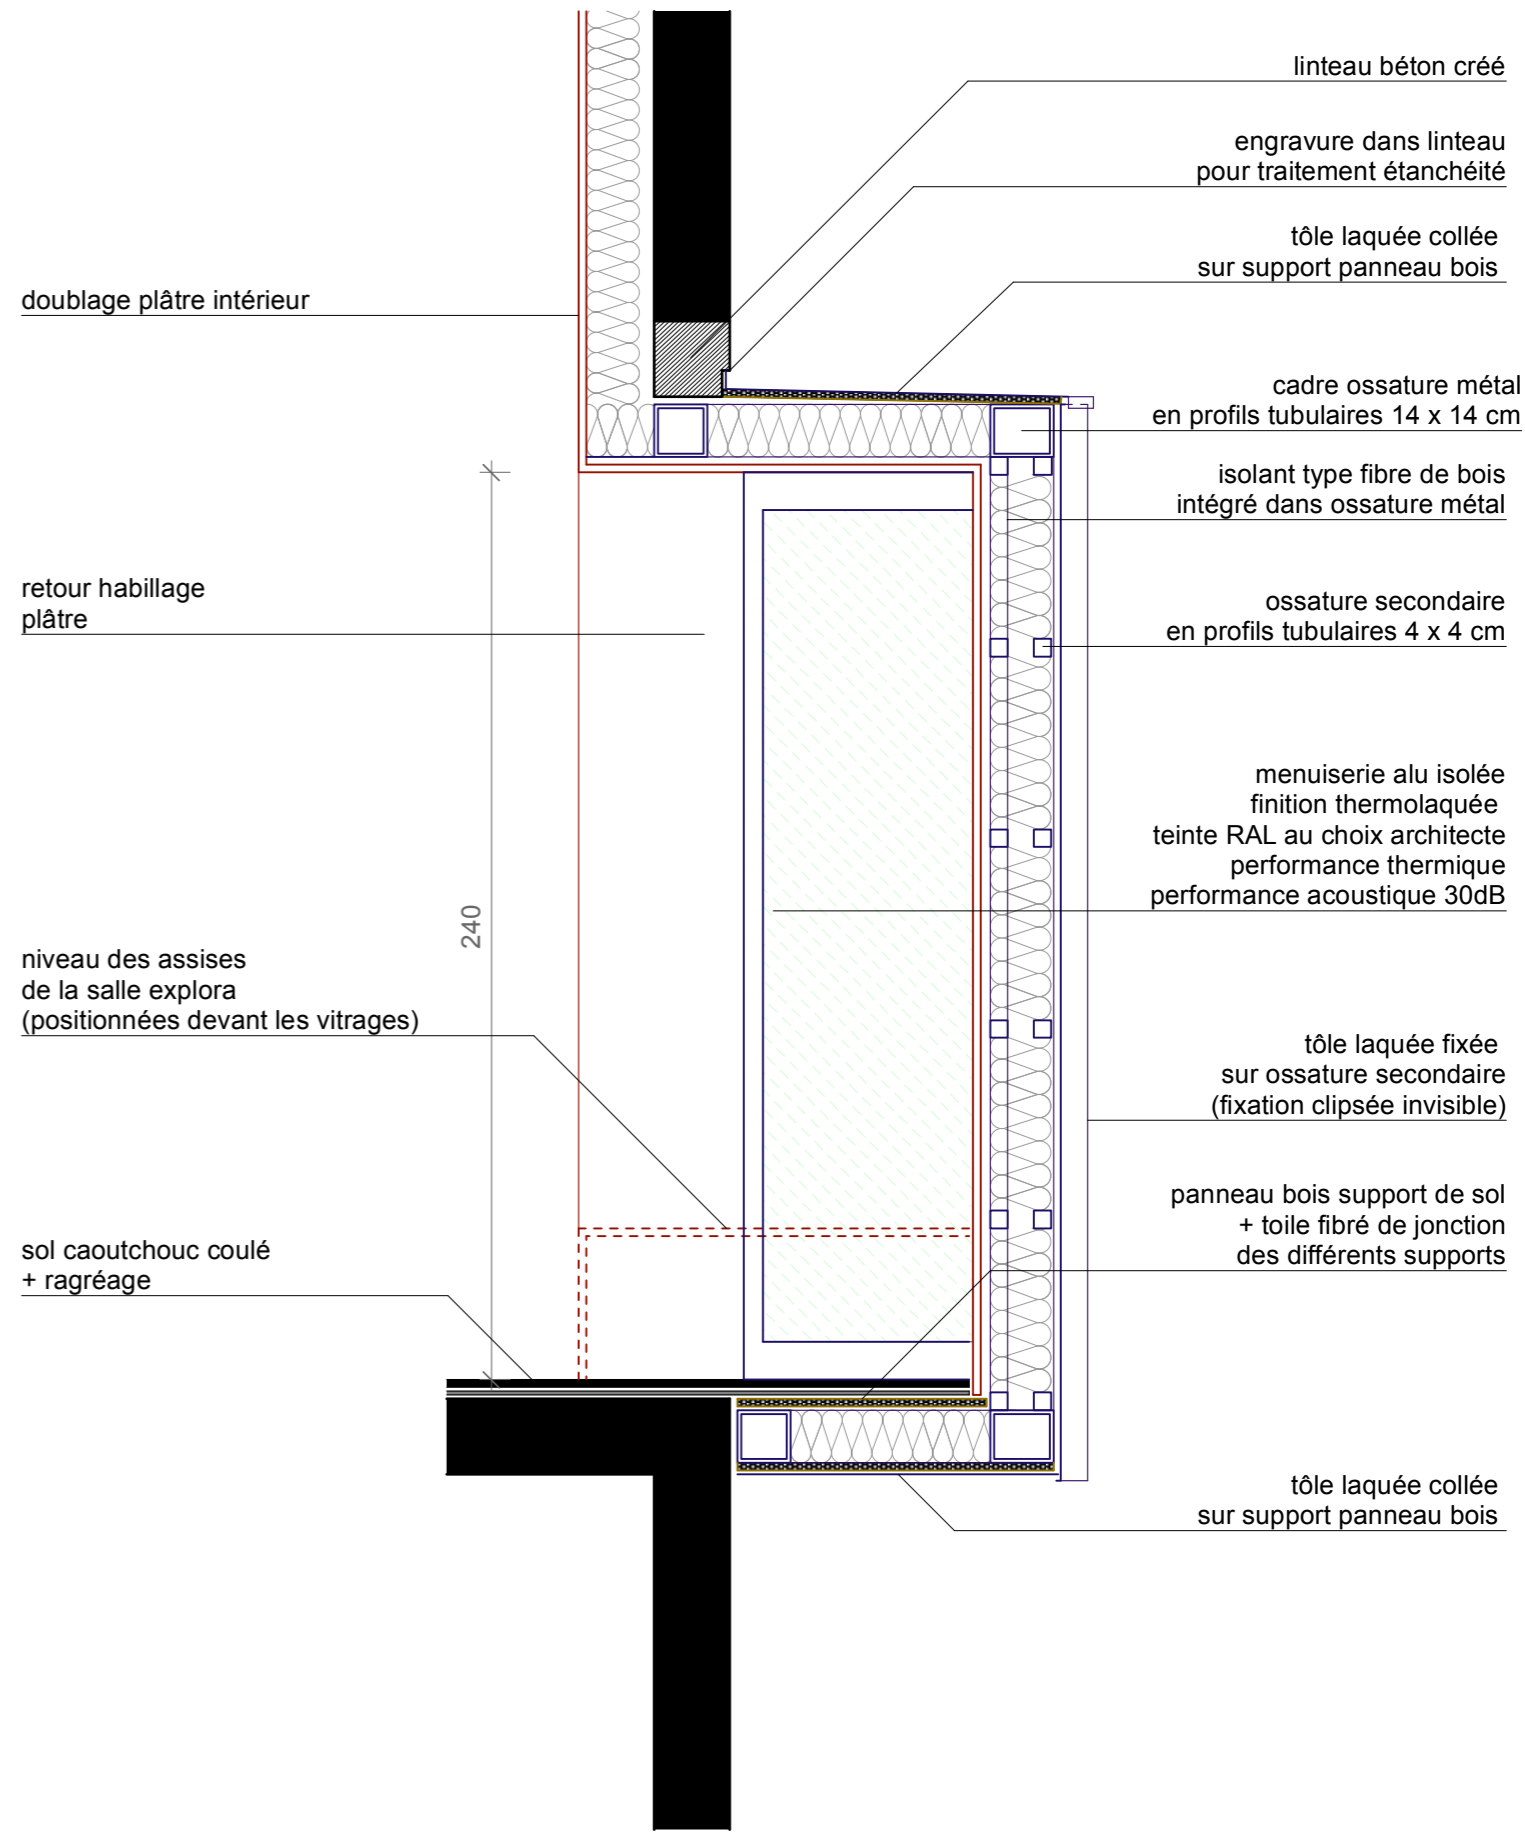 linteau béton créé
engravure dans linteau
pour traitement étanchéité
tôle laquée collée
sur support panneau bois
doublage plâtre intérieur
cadre ossature métal
en profils tubulaires 14 x 14 cm
isolant type fibre de bois
intégré dans ossature métal
retour habillage
plâtre
ossature secondaire
en profils tubulaires 4 x 4 cm
menuiserie alu isolée
finition thermolaquée
teinte RAL au choix architecte
performance thermique
performance acoustique 30dB
240
niveau des assises
de la salle explora
(positionnées devant les vitrages)
tôle laquée fixée
sur ossature secondaire
(fixation clipsée invisible)
panneau bois support de sol
+ toile fibré de jonction
des différents supports
sol caoutchouc coulé
+ ragréage
tôle laquée collée
sur support panneau bois